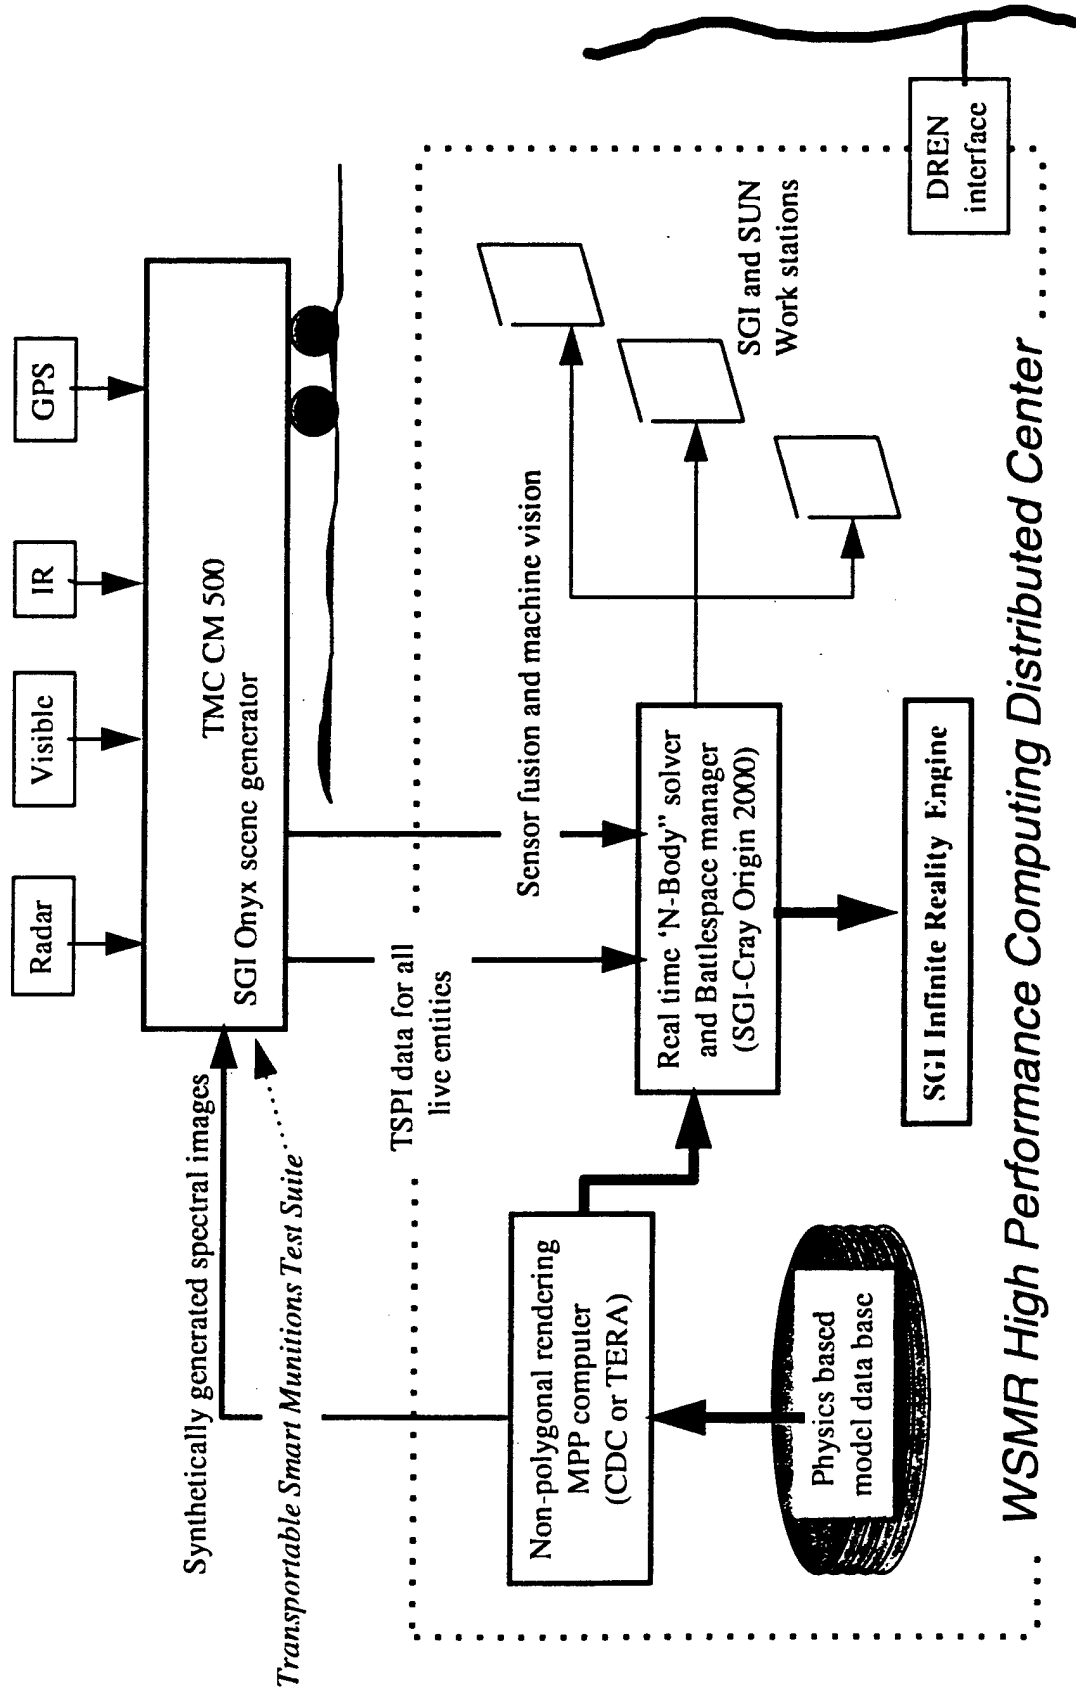 Radar
Visible
IR
GPS
TMC CM 500
SGI Onyx scene generator
Synthetically generated spectral images
Transportable Smart Munitions Test Suite
TSPI data for all
live entities
Sensor fusion and machine vision
Non-polygonal rendering
MPP computer
(CDC or TERA)
Real time ‘N-Body” solver
and Battlespace manager
(SGI-Cray Origin 2000)
SGI and SUN
Work stations
Physics based
model data base
SGI Infinite Reality Engine
DREN
interface
WSMR High Performance Computing Distributed Center